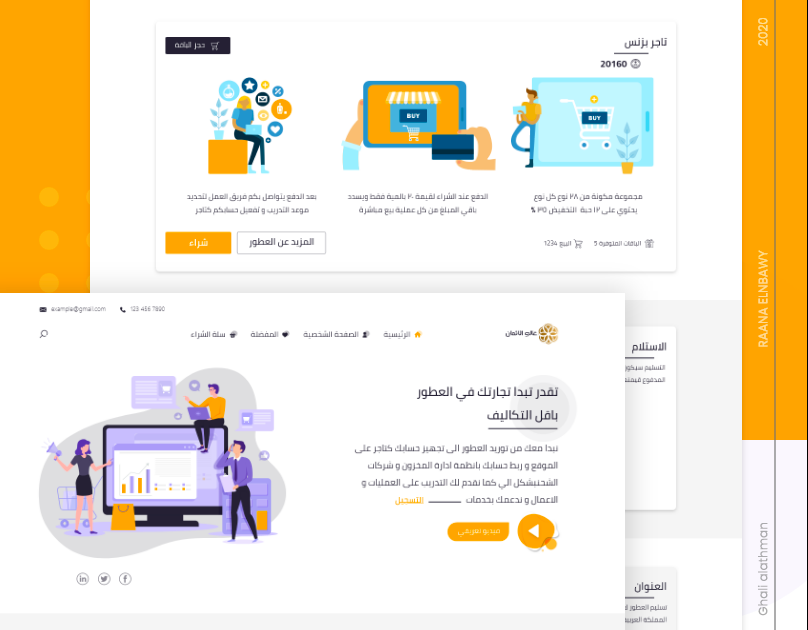 حجز الباقة
تاجر بزنس
20160
BUY
BUY
مجموعة مكونة من ٢٨ نوع كل نوع
يحتوي على ١٢ حبة التخفيض ٣٥ %
الدفع عند الشراء لقيمة ٢٠ بالمية فقط ويسدد
باقي المبلغ من كل عملية بيع مباشرة
بعد الدفع يتواصل بكم فريق العمل لتحديد
موعد التدريب و تفعيل حسابكم كتاجر
الباقات المتوفرة 5
البيع 1234
المزيد عن العطور
شراء
example@gmail.com
123 456 7890
غالي الاثمان
الرئيسية
الصفحة الشخصية
المفضلة
سلة الشراء
تقدر تبدا تجارتك في العطور
باقل التكاليف
نبدا معك من توريد العطور الى تجهيز حسابك كتاجر على
الموقع و ربط حسابك بانظمة ادارة المخزون و شركات
الشحنبشكل الي كما نقدم لك التدريب على العمليات و
الاعمال و ندعمك بخدمات
التسجيل
فيديو تعريفي
الاستلام
التسليم سيكور
المدفوع قيمته
العنوان
تسليم العطور
المملكة العربية
2020
RAANA ELNBAWY
Ghali alathman